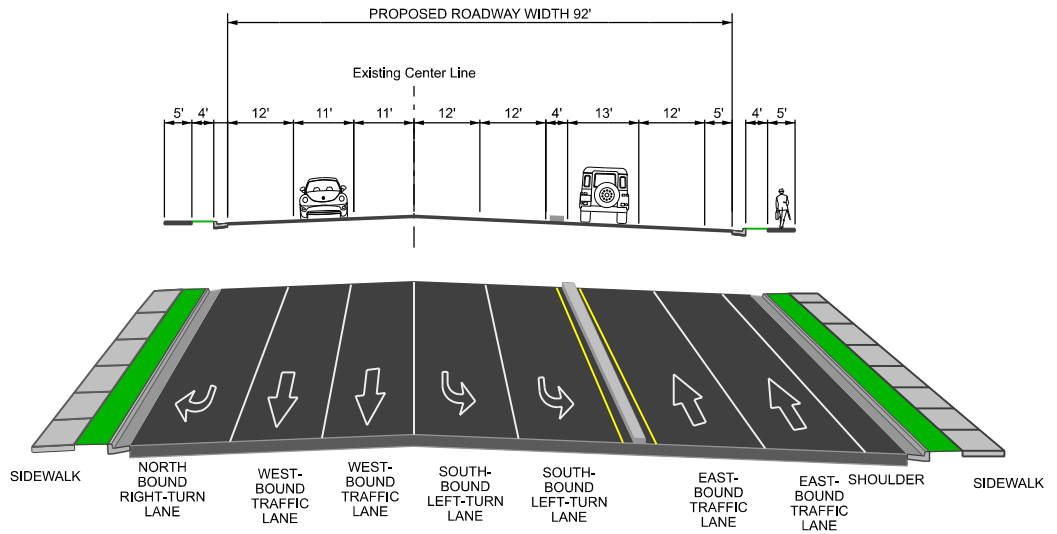 PROPOSED ROADWAY WIDTH 92'
Existing Center Line
5' 4' 12' 11' 11' 12' 12' 4' 13' 12' 5' 4' 5'
SIDEWALK
NORTH
BOUND
RIGHT-TURN
LANE
WEST-
BOUND
TRAFFIC
LANE
WEST-
BOUND
TRAFFIC
LANE
SOUTH-
BOUND
LEFT-TURN
LANE
SOUTH-
BOUND
LEFT-TURN
LANE
EAST-
BOUND
TRAFFIC
LANE
EAST-
BOUND
TRAFFIC
LANE
SHOULDER
SIDEWALK